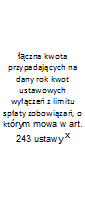 łączna kwota
przypadających na
dany rok kwot
ustawowych
wyłączeń z limitu
spłaty zobowiązań, o
którym mowa w art.
243 ustawy x